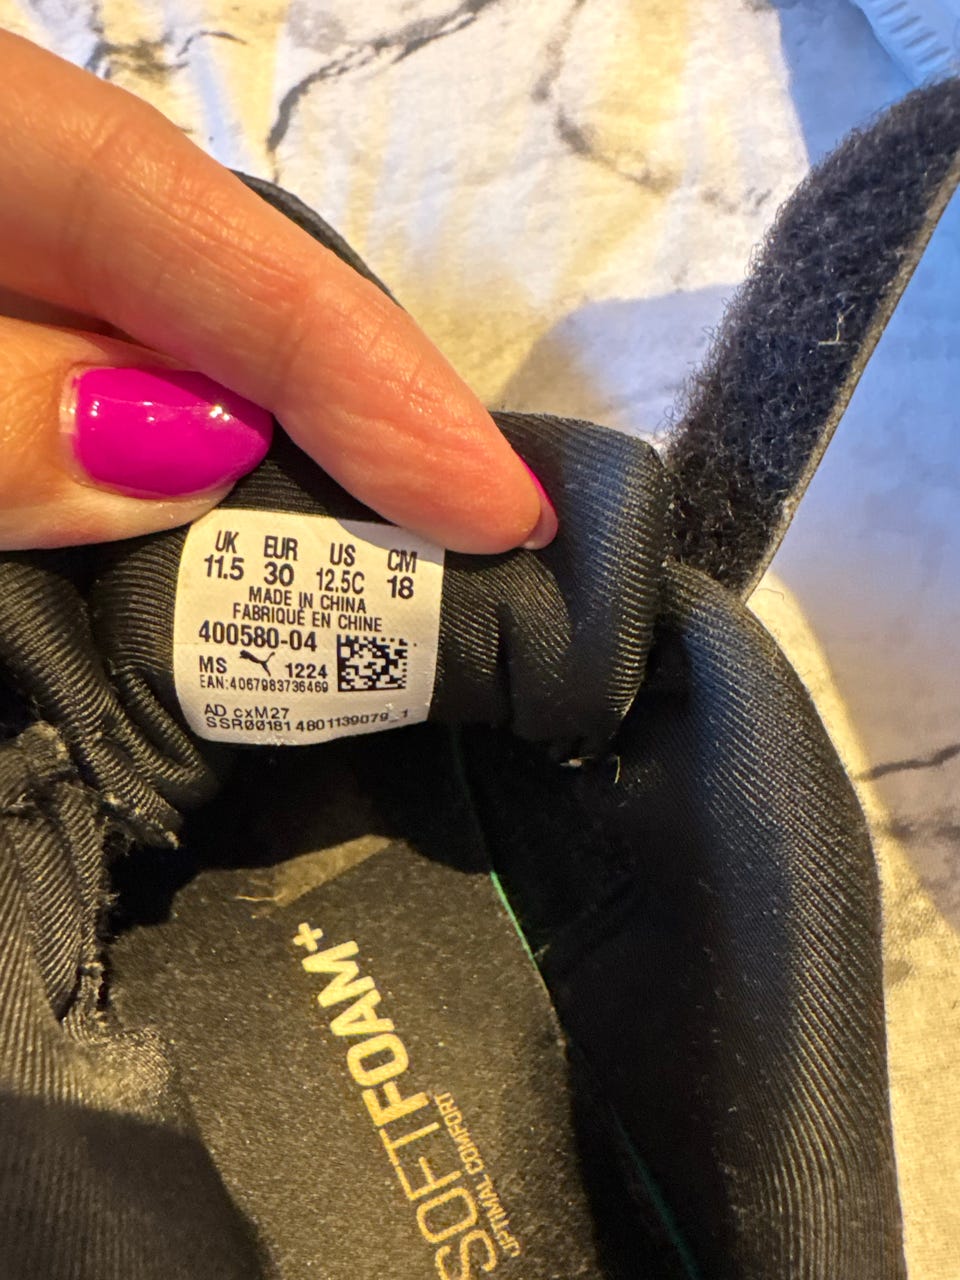 UK EUR US CM
11.5 30 12.5C 18
MADE IN CHINA
FABRIQUÉ EN CHINE
400580-04
MS 1224
EAN:4067983736469
AD cxM27
SSR00181 4801139079_1
SOFTFOAM+
OPTIMAL COMFORT